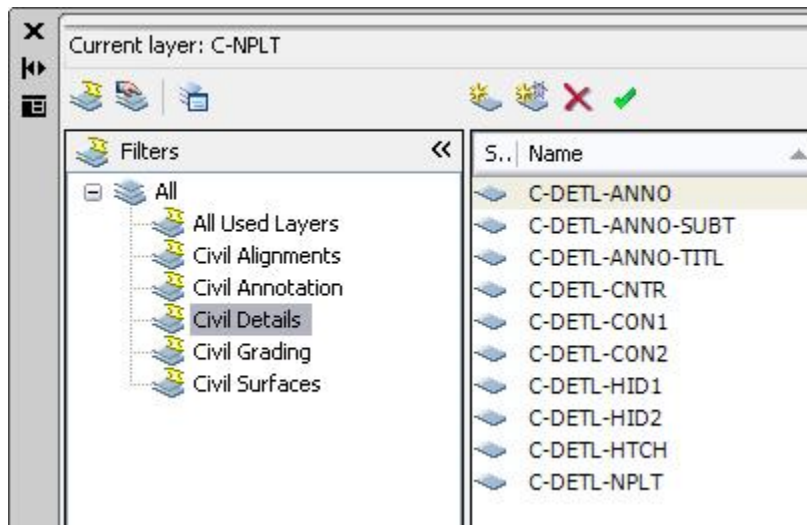 Current layer: C-NPLT
Filters
All
All Used Layers
Civil Alignments
Civil Annotation
Civil Details
Civil Grading
Civil Surfaces
S.. Name
C-DETL-ANNO
C-DETL-ANNO-SUBT
C-DETL-ANNO-TITL
C-DETL-CNTR
C-DETL-CON1
C-DETL-CON2
C-DETL-HID1
C-DETL-HID2
C-DETL-HTCH
C-DETL-NPLT